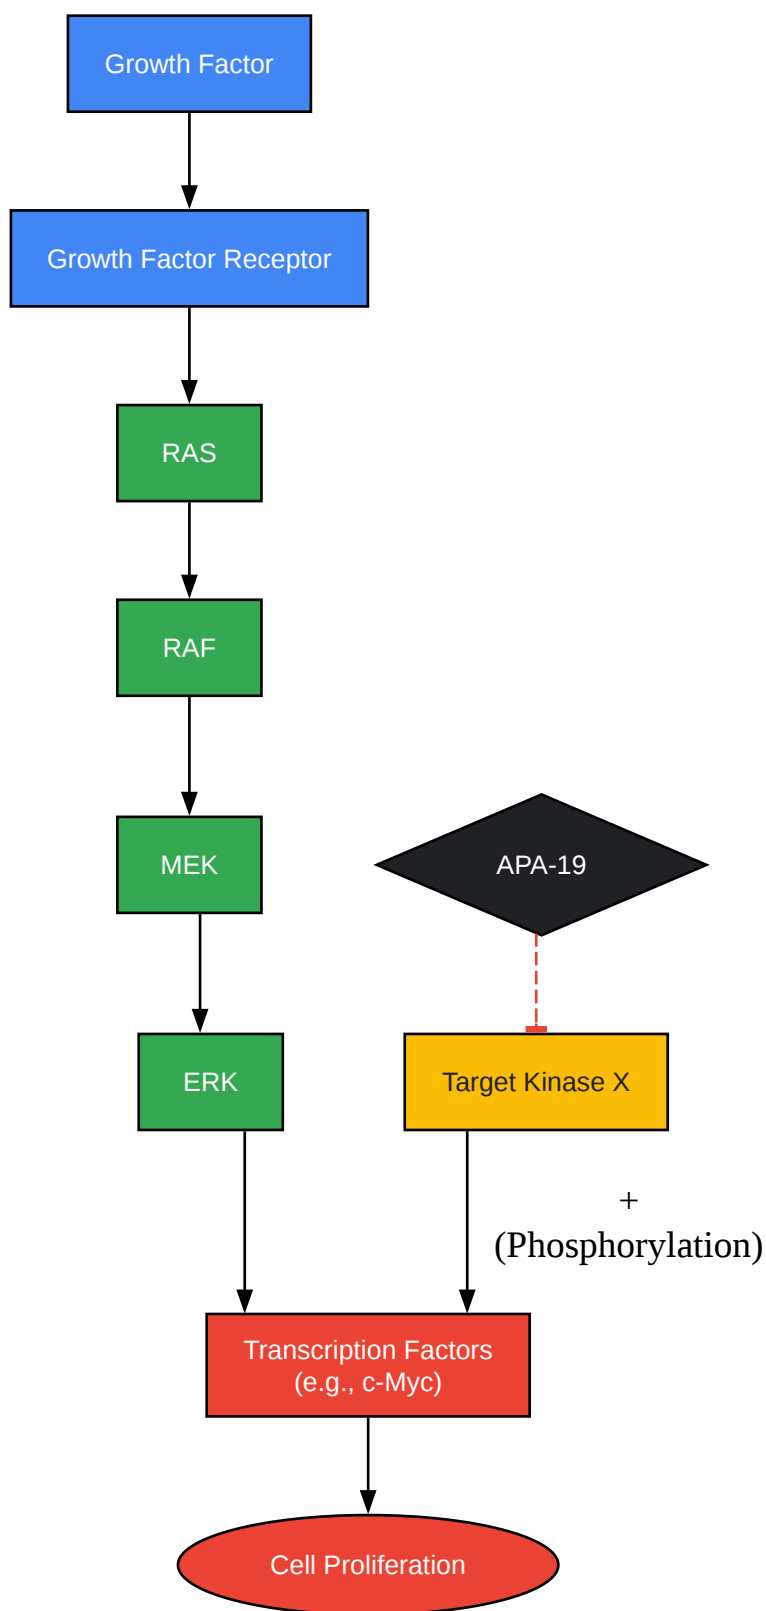 Growth Factor
Growth Factor Receptor
RAS
RAF
MEK
APA-19
ERK
Target Kinase X
+
(Phosphorylation)
Transcription Factors
(e.g., c-Myc)
Cell Proliferation